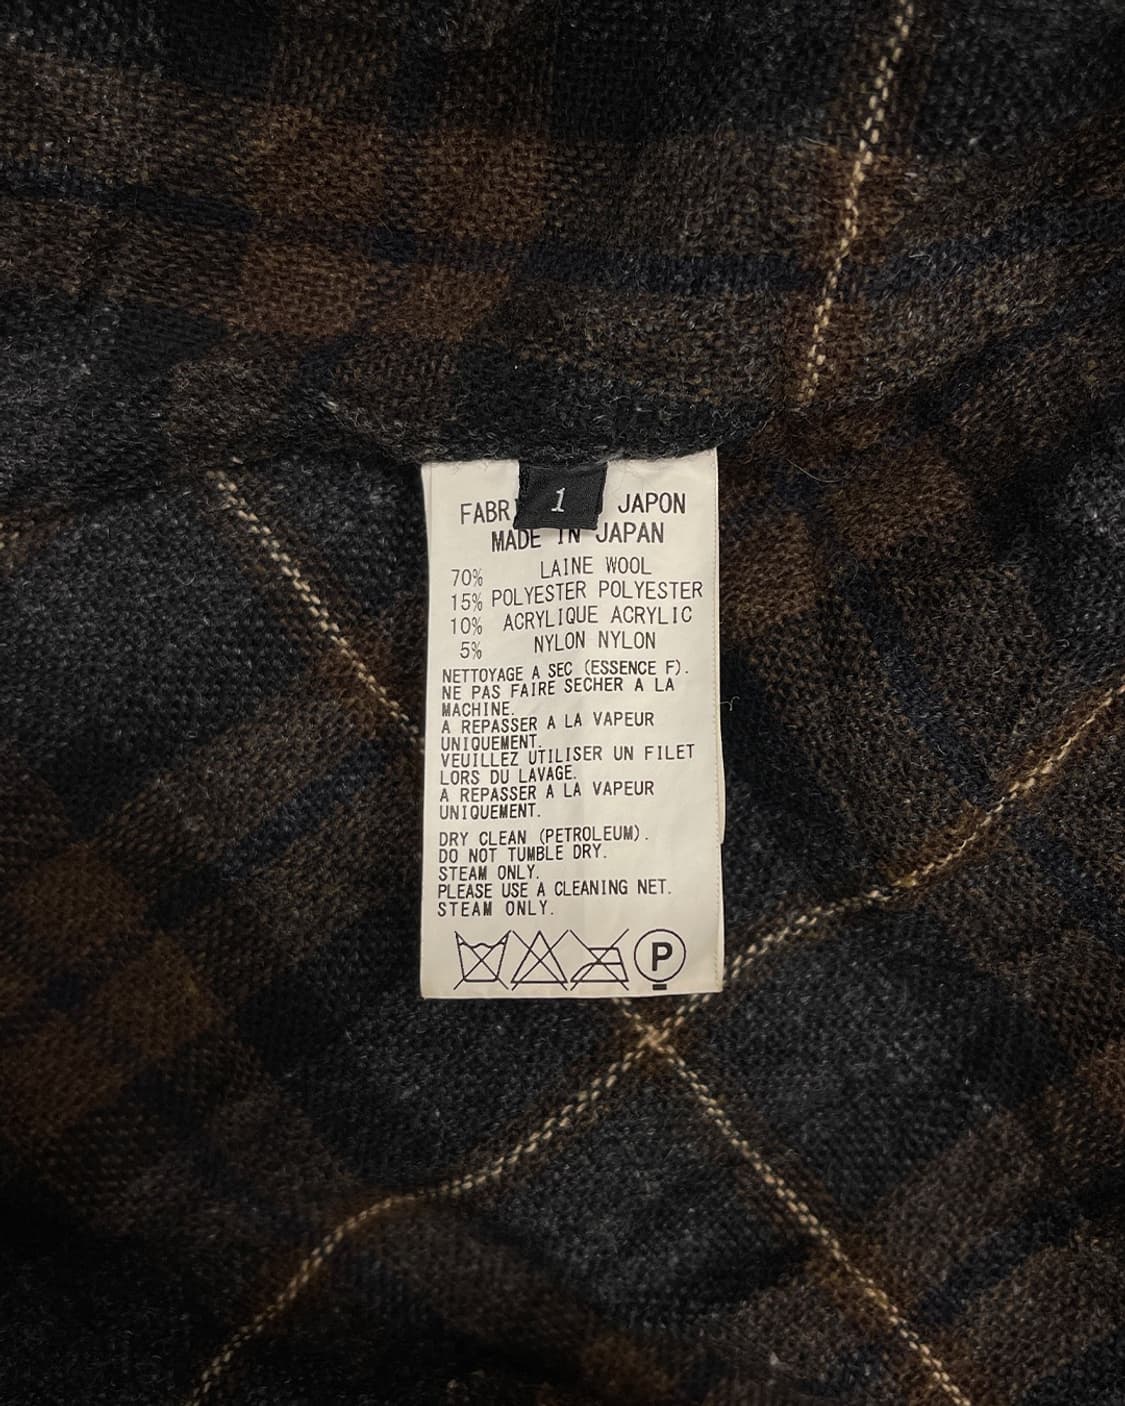 1
FABRI JAPON
MADE IN JAPAN
70% LAINE WOOL
15% POLYESTER POLYESTER
10% ACRYLIQUE ACRYLIC
5% NYLON NYLON
NETTOYAGE A SEC (ESSENCE F).
NE PAS FAIRE SECHER A LA
MACHINE.
A REPASSER A LA VAPEUR
UNIQUEMENT.
VEUILLEZ UTILISER UN FILET
LORS DU LAVAGE.
A REPASSER A LA VAPEUR
UNIQUEMENT.
DRY CLEAN (PETROLEUM).
DO NOT TUMBLE DRY.
STEAM ONLY.
PLEASE USE A CLEANING NET.
STEAM ONLY.
P